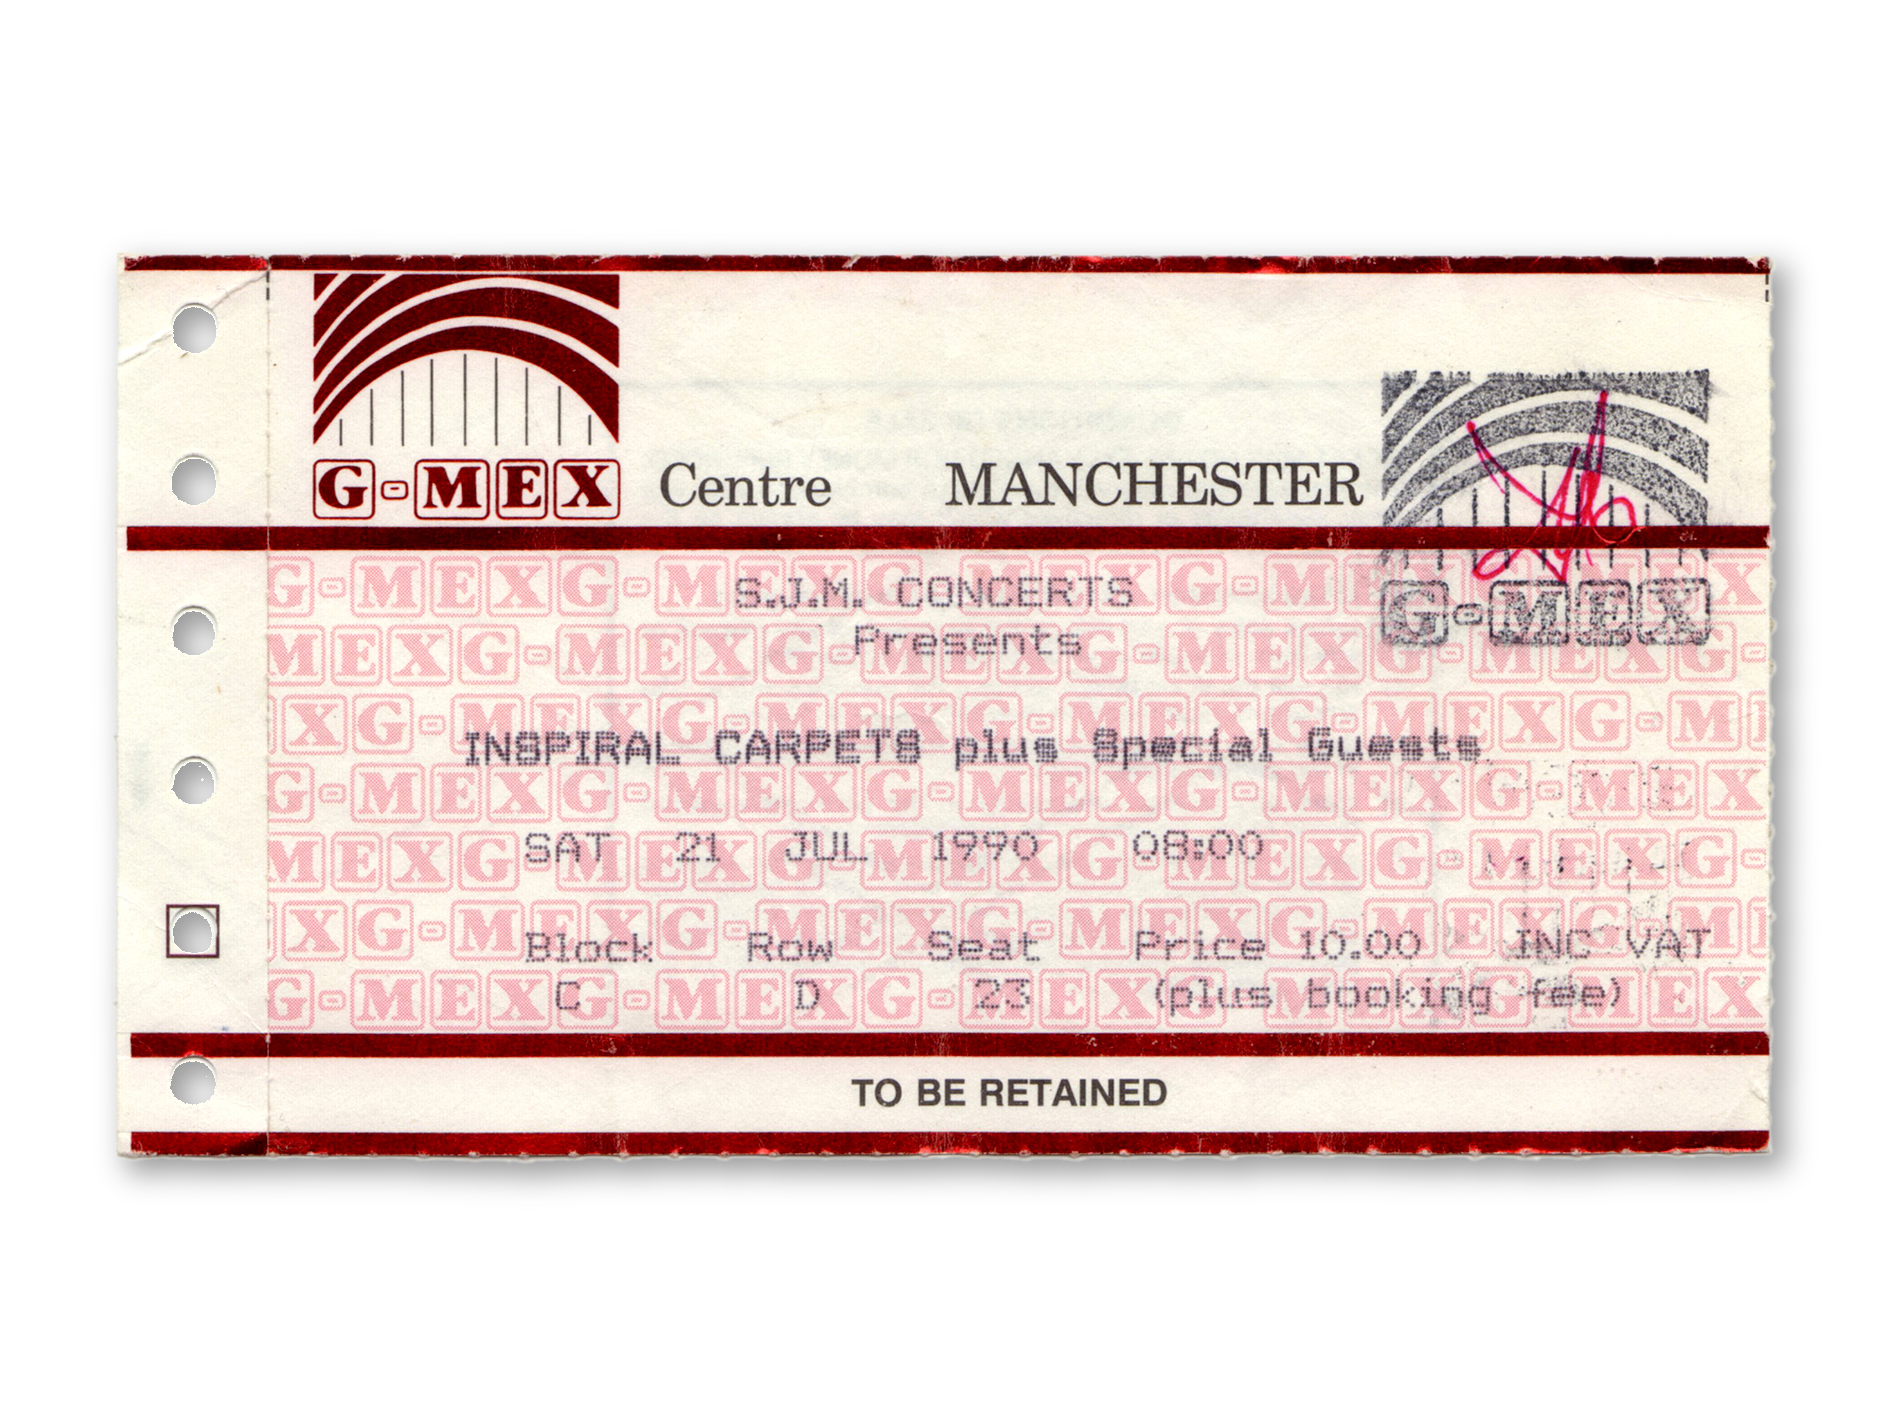 G-MEX Centre MANCHESTER
G-MEX
S.J.M. CONCERTS
Presents
INSPIRAL CARPETS plus Special Guests
SAT 21 JUL 1990 08:00
Block Row Seat Price 10.00 INC VAT
C D 23 (plus booking fee)
TO BE RETAINED